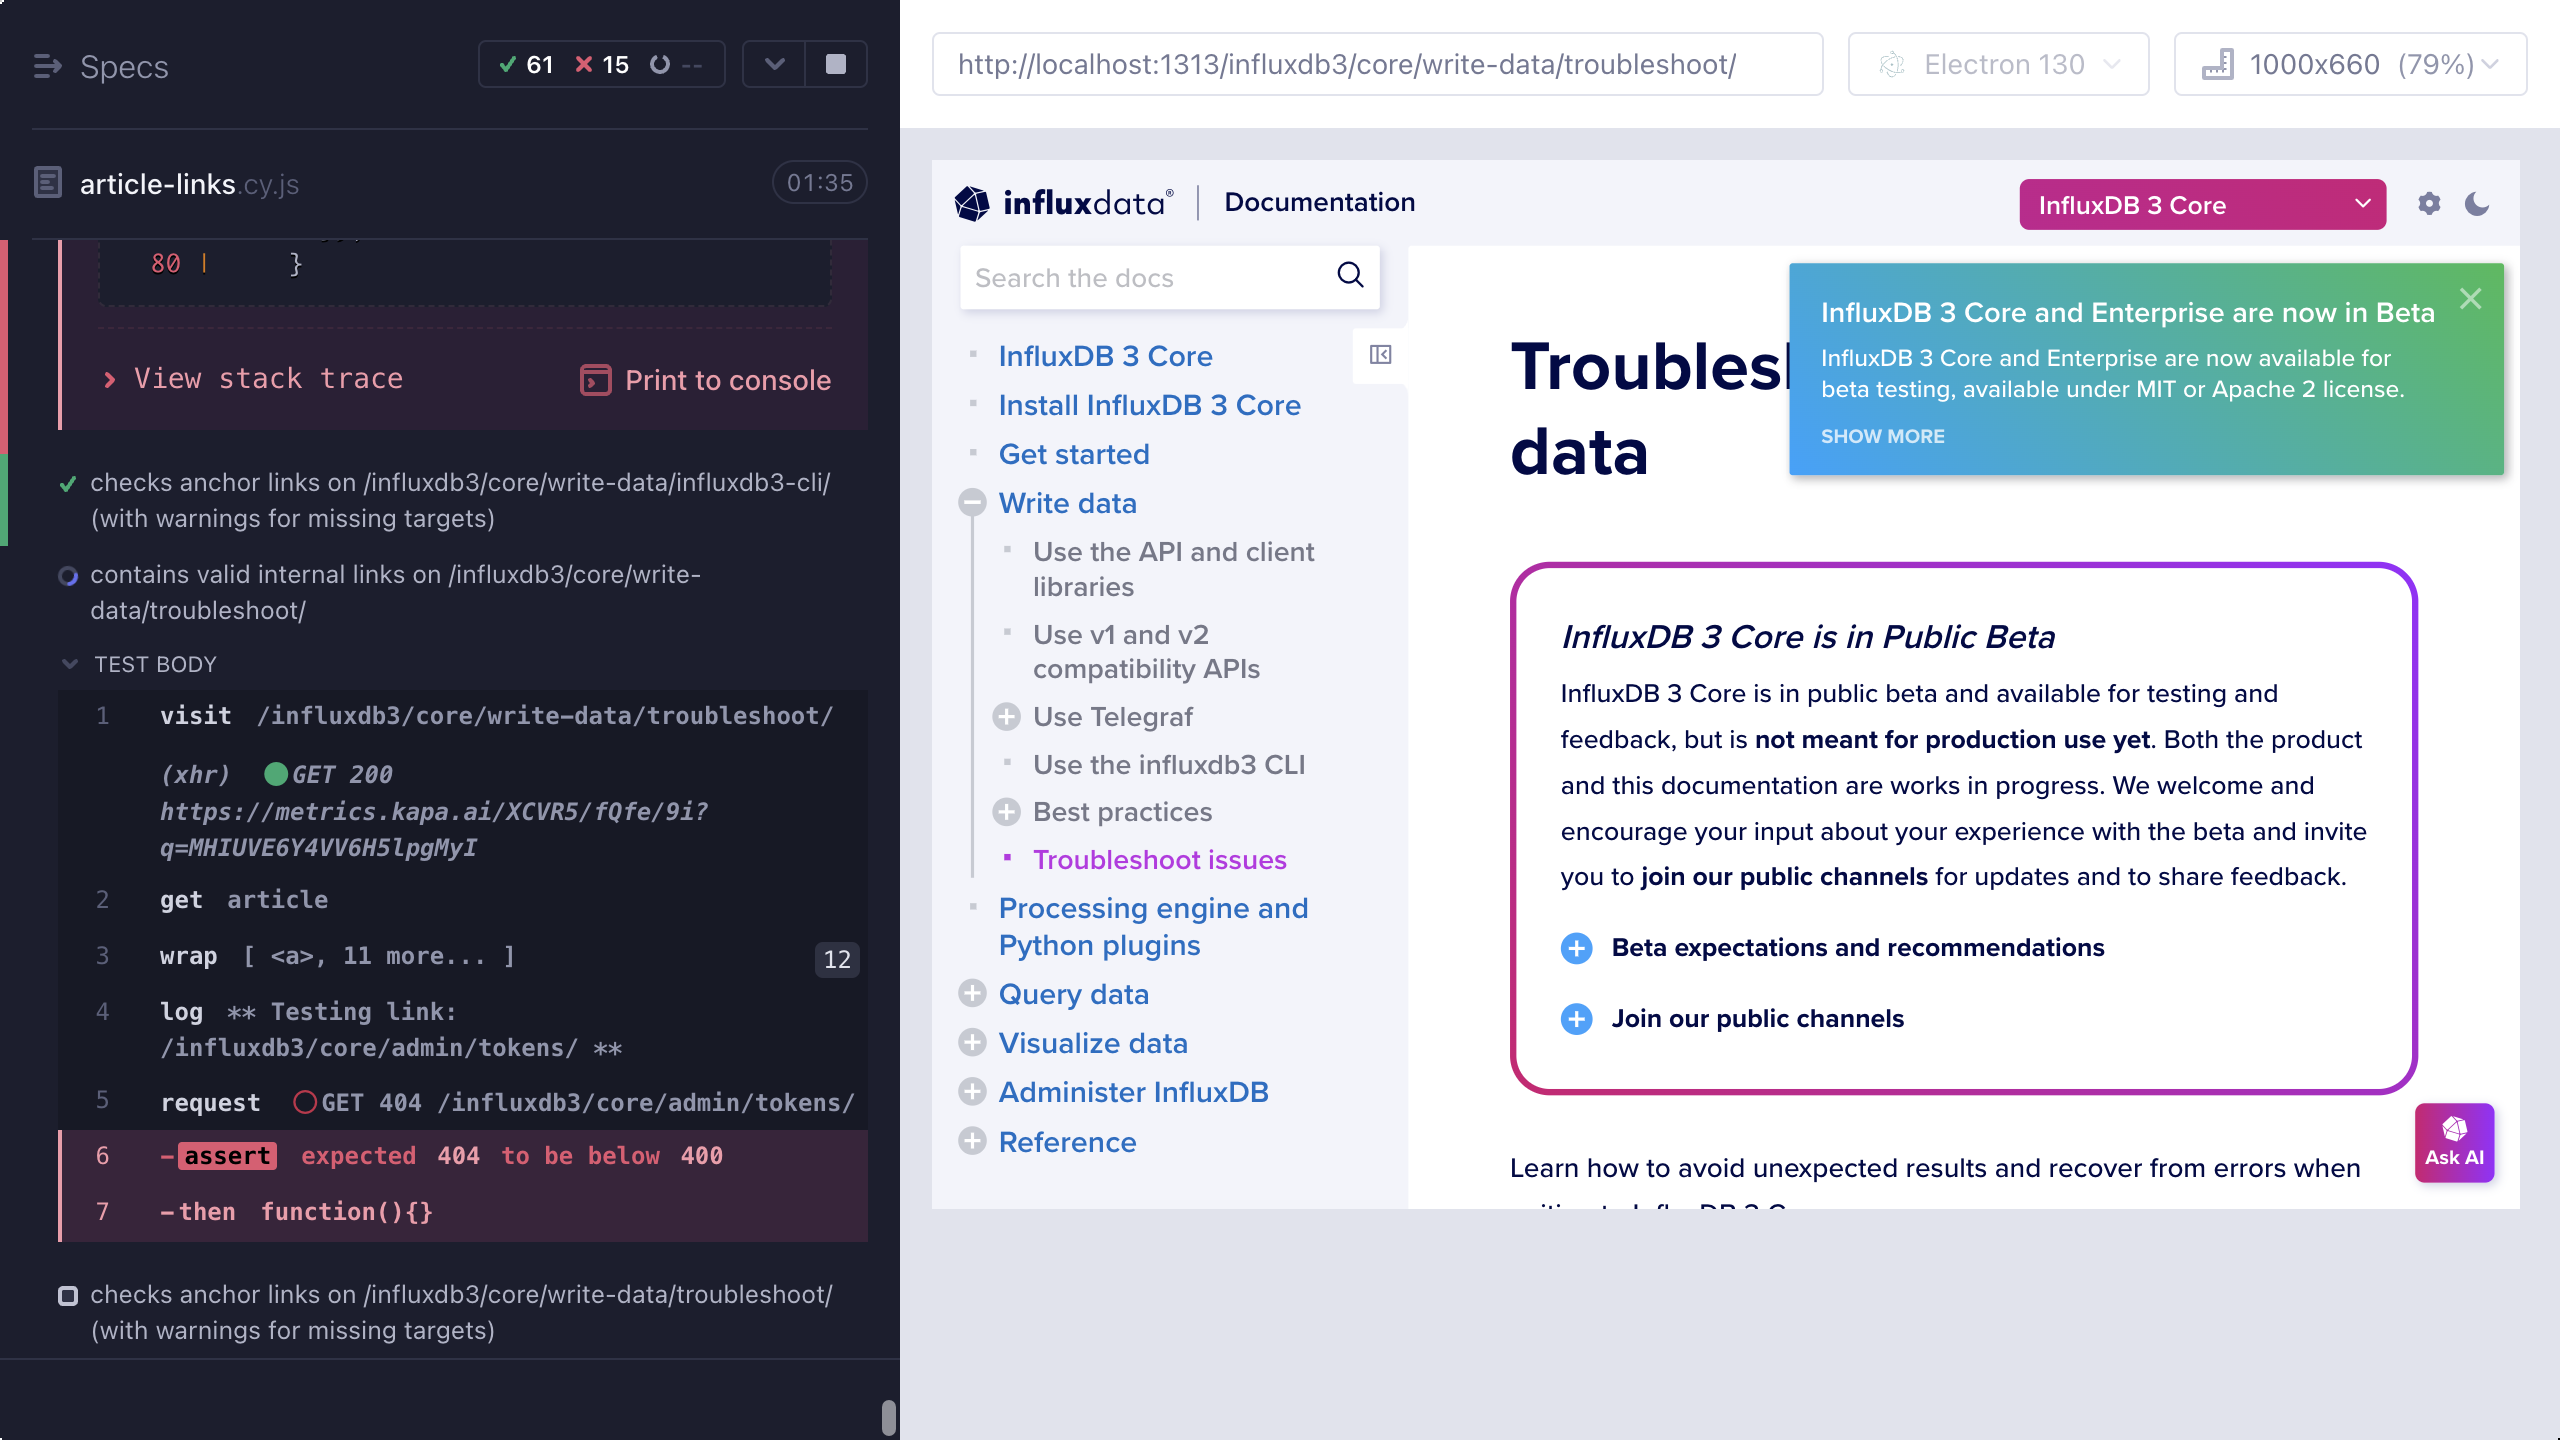 Specs
61 15 --
article-links.cy.js
01:35
80 | }
View stack trace
Print to console
checks anchor links on /influxdb3/core/write-data/influxdb3-cli/
(with warnings for missing targets)
contains valid internal links on /influxdb3/core/write-
data/troubleshoot/
TEST BODY
1 visit /influxdb3/core/write-data/troubleshoot/
(xhr) GET 200
https://metrics.kapa.ai/XCVR5/fQfe/9i?
q=MHIUVE6Y4VV6H5lpgMyI
2 get article
3 wrap [ <a>, 11 more... ] 12
4 log ** Testing link:
/influxdb3/core/admin/tokens/ **
5 request GET 404 /influxdb3/core/admin/tokens/
6 -assert expected 404 to be below 400
7 -then function(){}
checks anchor links on /influxdb3/core/write-data/troubleshoot/
(with warnings for missing targets)
http://localhost:1313/influxdb3/core/write-data/troubleshoot/
Electron 130
1000x660 (79%)
influxdata® | Documentation
InfluxDB 3 Core
Search the docs
InfluxDB 3 Core
Install InfluxDB 3 Core
Get started
Write data
Use the API and client
libraries
Use v1 and v2
compatibility APIs
Use Telegraf
Use the influxdb3 CLI
Best practices
Troubleshoot issues
Processing engine and
Python plugins
Query data
Visualize data
Administer InfluxDB
Reference
data
InfluxDB 3 Core and Enterprise are now in Beta
InfluxDB 3 Core and Enterprise are now available for
beta testing, available under MIT or Apache 2 license.
SHOW MORE
InfluxDB 3 Core is in Public Beta
InfluxDB 3 Core is in public beta and available for testing and
feedback, but is not meant for production use yet. Both the product
and this documentation are works in progress. We welcome and
encourage your input about your experience with the beta and invite
you to join our public channels for updates and to share feedback.
Beta expectations and recommendations
Join our public channels
Learn how to avoid unexpected results and recover from errors when
Ask AI